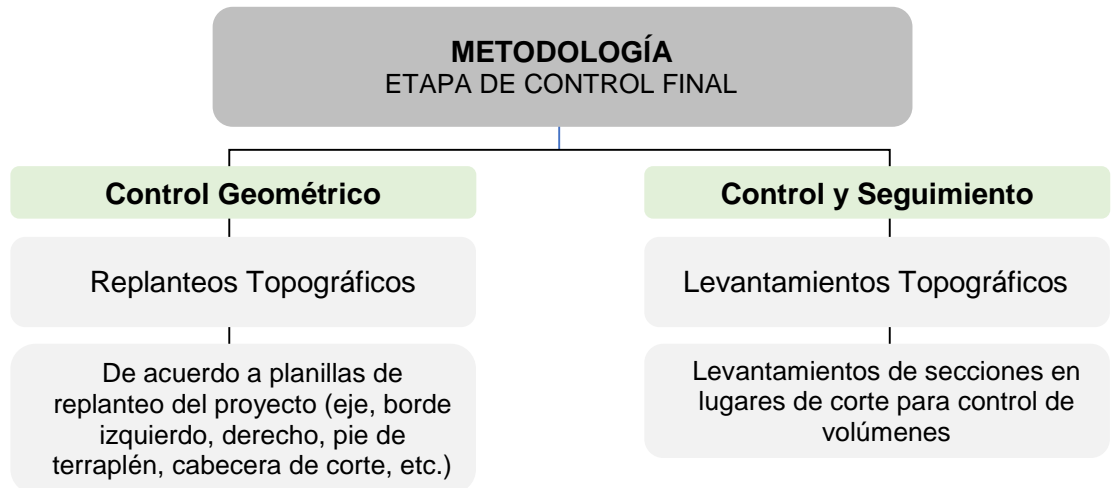 METODOLOGÍA
ETAPA DE CONTROL FINAL
Control Geométrico
Replanteos Topográficos
De acuerdo a planillas de
replanteo del proyecto (eje, borde
izquierdo, derecho, pie de
terraplén, cabecera de corte, etc.)
Control y Seguimiento
Levantamientos Topográficos
Levantamientos de secciones en
lugares de corte para control de
volúmenes